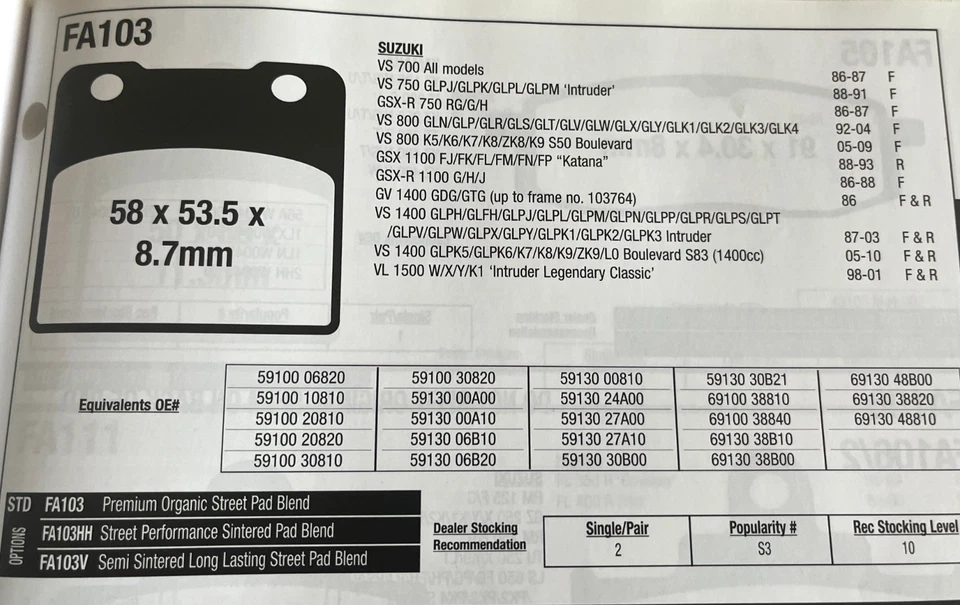 FA103
58 x 53.5 x
8.7mm
SUZUKI
VS 700 All models 86-87 F
VS 750 GLPJ/GLPK/GLPL/GLPM 'Intruder' 88-91 F
GSX-R 750 RG/G/H 86-87 F
VS 800 GLN/GLP/GLR/GLS/GLT/GLV/GLW/GLX/GLY/GLK1/GLK2/GLK3/GLK4 92-04 F
VS 800 K5/K6/K7/K8/ZK8/K9 S50 Boulevard 05-09 F
GSX 1100 FJ/FK/FL/FM/FN/FP "Katana" 88-93 R
GSX-R 1100 G/H/J 86-88 F
GV 1400 GDG/GTG (up to frame no. 103764) 86 F & R
VS 1400 GLPH/GLFH/GLPJ/GLPL/GLPM/GLPN/GLPP/GLPR/GLPS/GLPT
/GLPV/GLPW/GLPX/GLPY/GLPK1/GLPK2/GLPK3 Intruder 87-03 F & R
VS 1400 GLPK5/GLPK6/K7/K8/K9/ZK9/L0 Boulevard S83 (1400cc) 05-10 F & R
VL 1500 W/X/Y/K1 'Intruder Legendary Classic' 98-01 F & R
Equivalents OE#
59100 06820 59100 30820 59130 00810 59130 30B21 69130 48B00
59100 10810 59130 00A00 59130 24A00 69100 38810 69130 38820
59100 20810 59130 00A10 59130 27A00 69100 38840 69130 48810
59100 20820 59130 06B10 59130 27A10 69130 38B10
59100 30810 59130 06B20 59130 30B00 69130 38B00
STD FA103 Premium Organic Street Pad Blend
OPTIONS
FA103HH Street Performance Sintered Pad Blend
FA103V Semi Sintered Long Lasting Street Pad Blend
Dealer Stocking
Recommendation
Single/Pair Popularity # Rec Stocking Level
2 S3 10